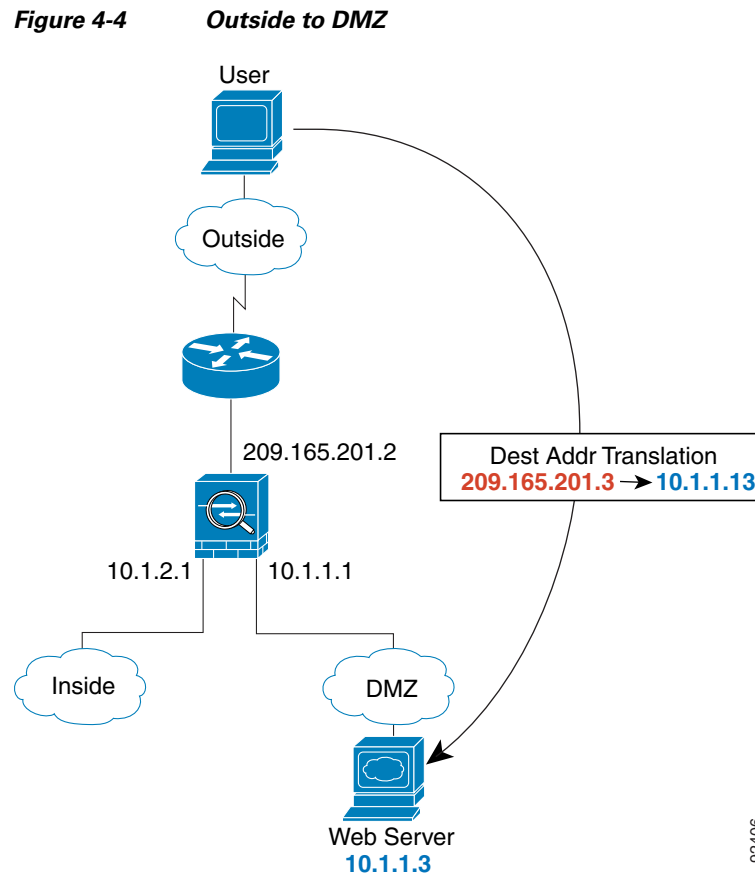 Figure 4-4 Outside to DMZ
User
Outside
209.165.201.2
Dest Addr Translation
209.165.201.3 → 10.1.1.13
10.1.2.1 10.1.1.1
Inside
DMZ
Web Server
10.1.1.3